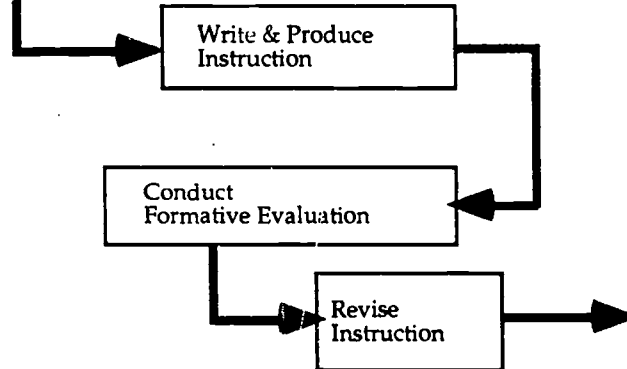 Write & Produce
Instruction
Conduct
Formative Evaluation
Revise
Instruction